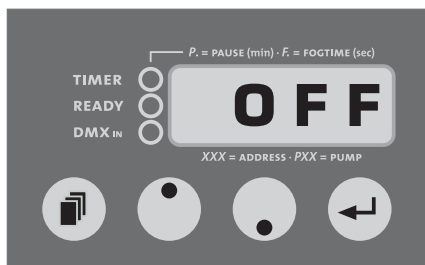 P. = PAUSE (min) · F. = FOGTIME (sec)
TIMER
READY
DMX IN
OFF
XXX = ADDRESS · PXX = PUMP